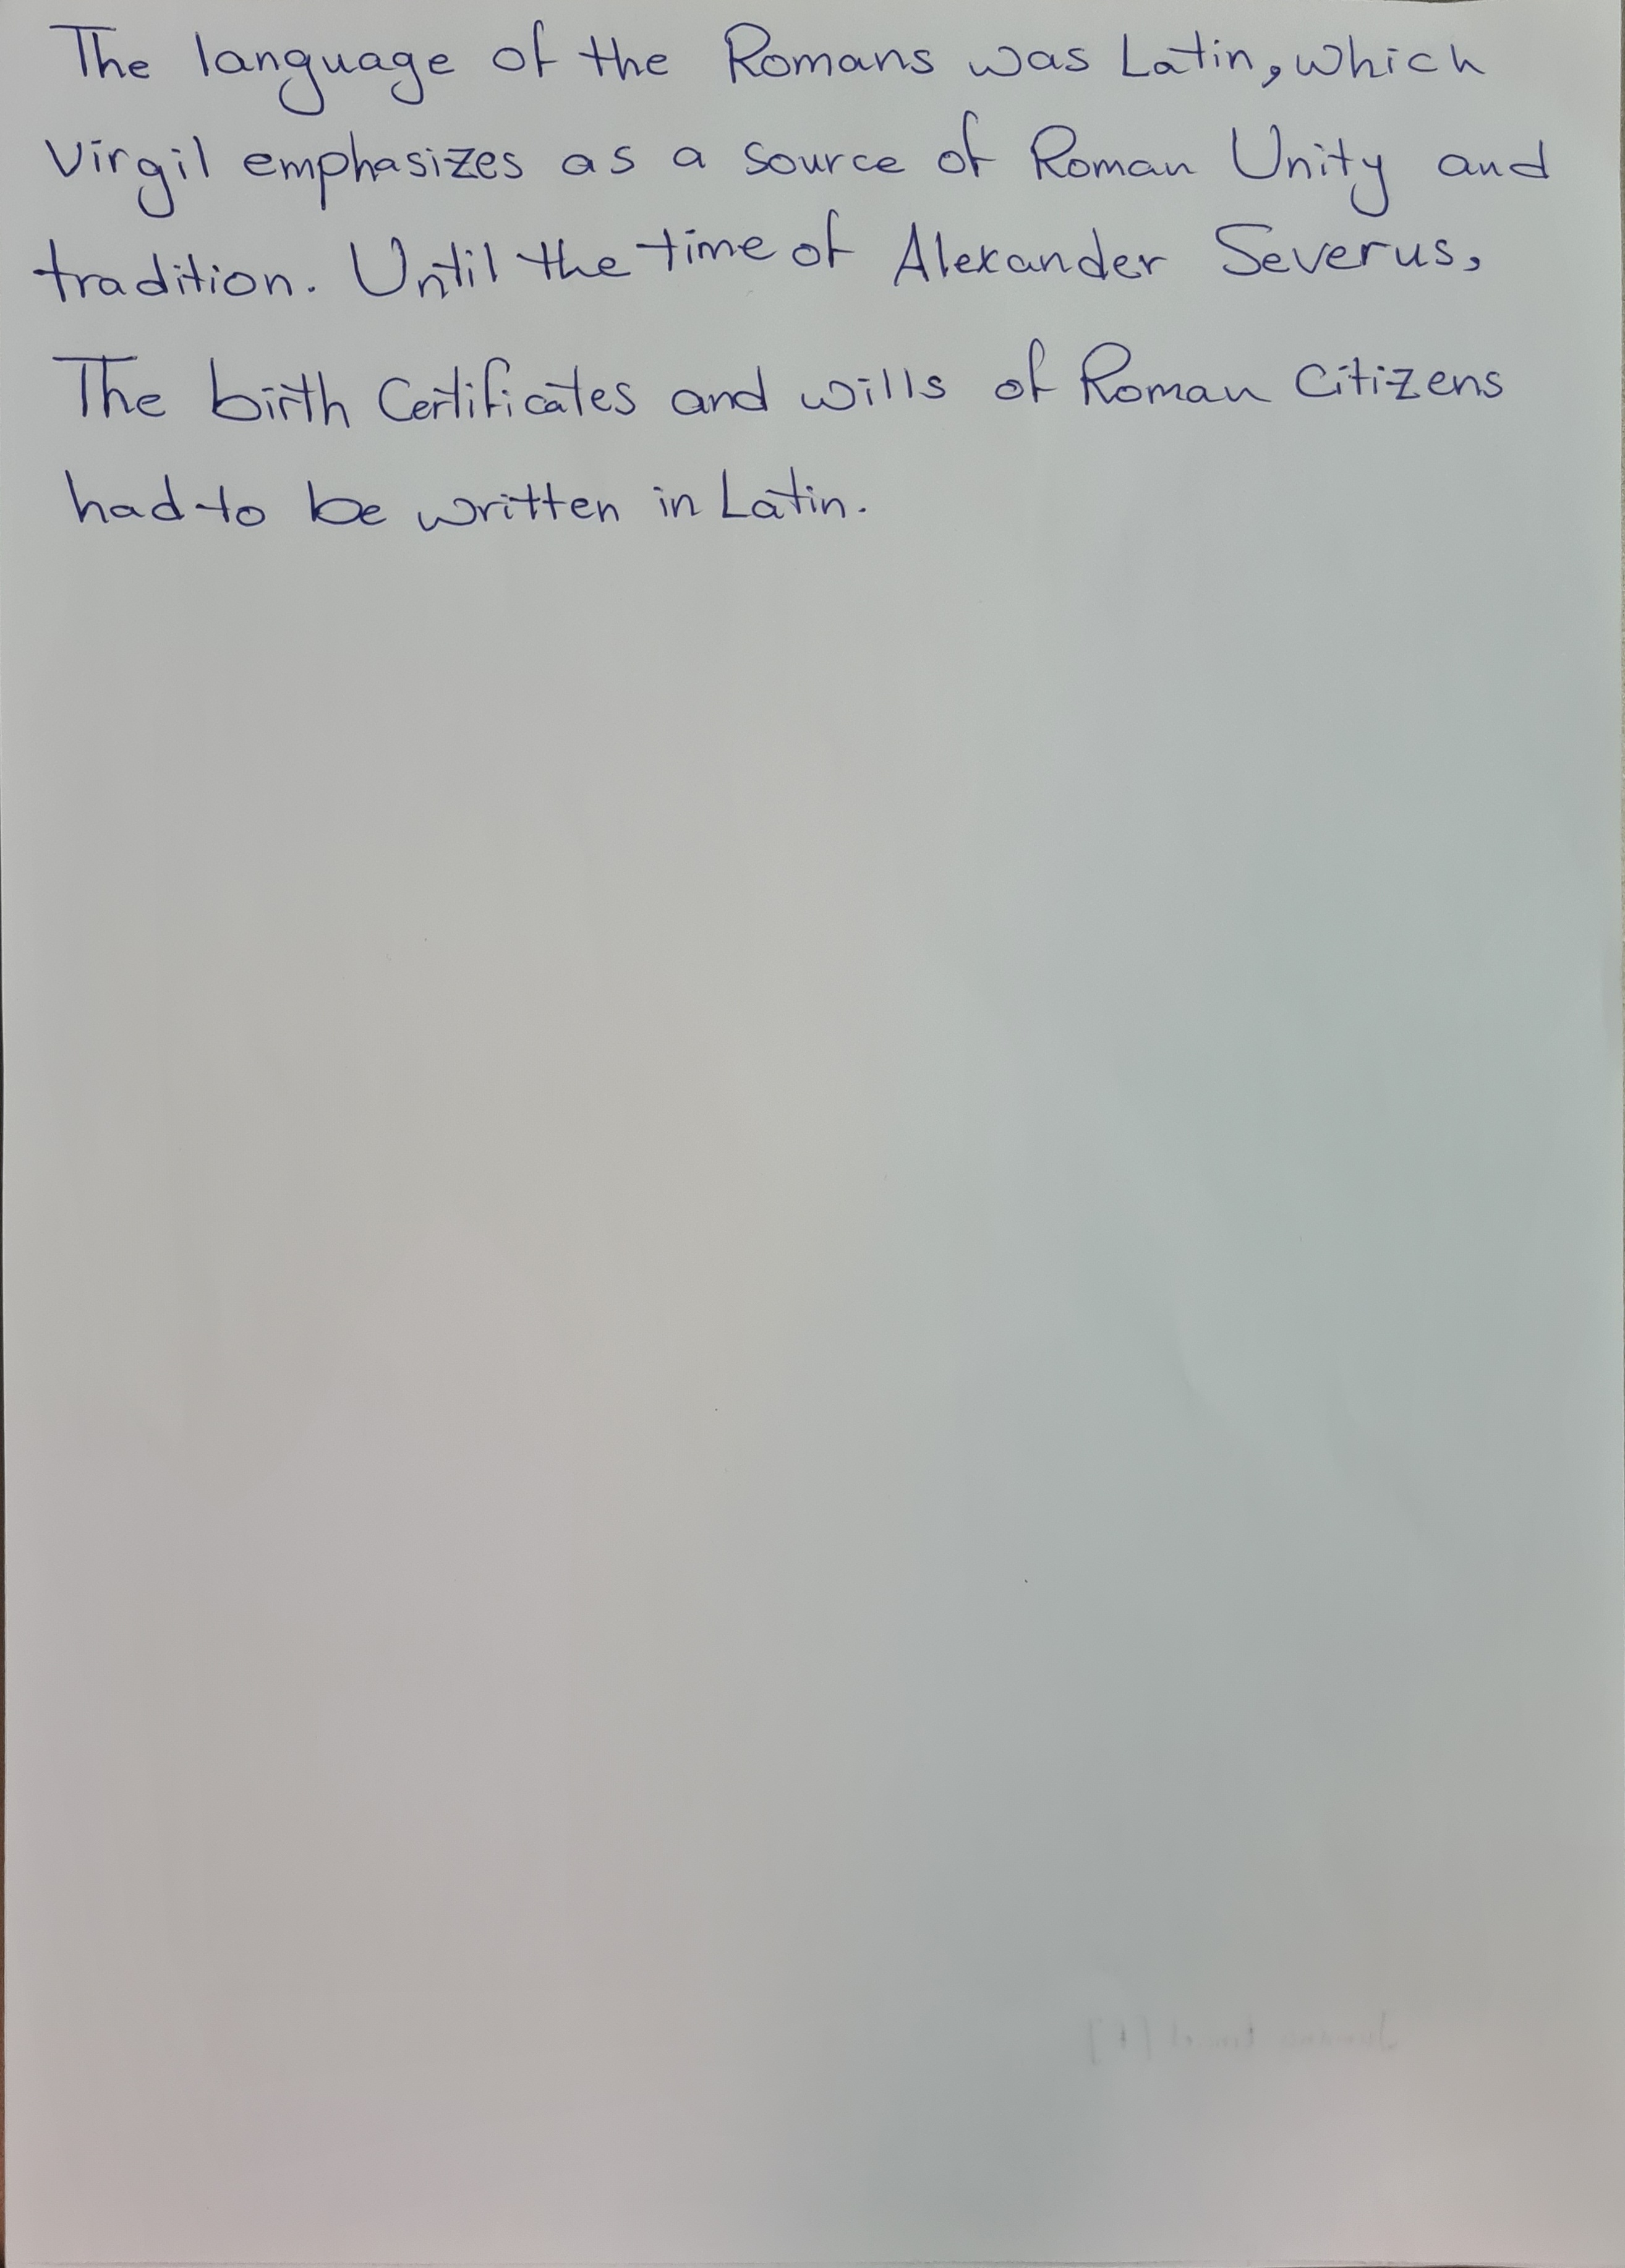 The language of the Romans was Latin, which
Virgil emphasizes as a source of Roman Unity and
tradition. Until the time of Alexander Severus,
The birth Certificates and wills of Roman Citizens
had to be written in Latin.